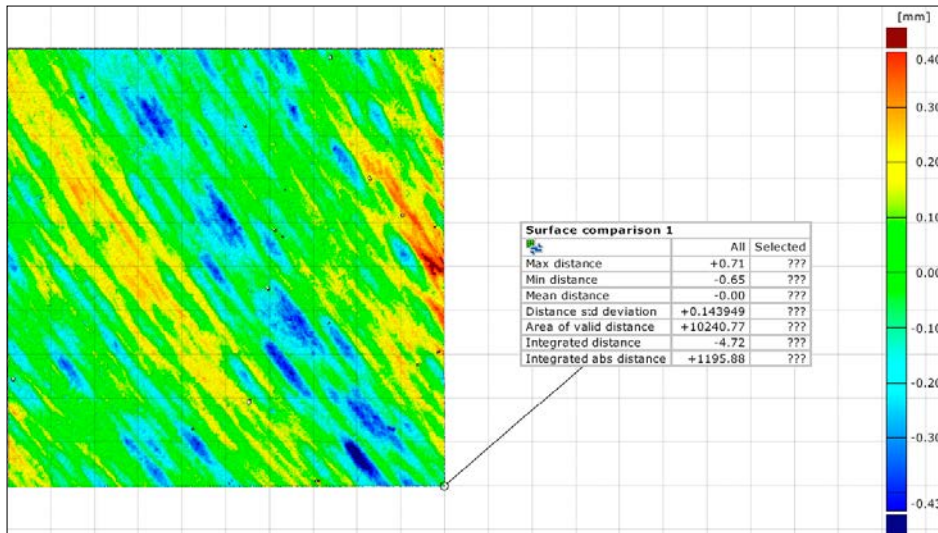 [mm]
0.40
0.30
0.20
0.10
0.00
-0.10
-0.20
-0.30
-0.43
Surface comparison 1
All Selected
Max distance +0.71 ???
Min distance -0.65 ???
Mean distance -0.00 ???
Distance std deviation +0.143949 ???
Area of valid distance +10240.77 ???
Integrated distance -4.72 ???
Integrated abs distance +1195.88 ???